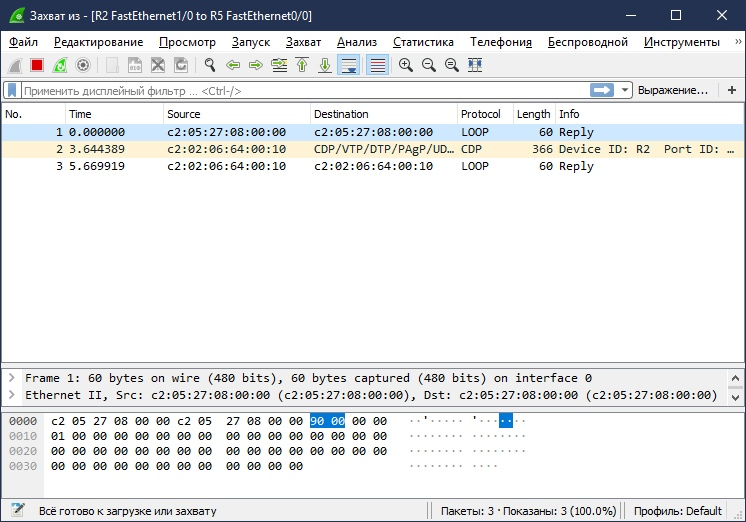 Захват из - [R2 FastEthernet1/0 to R5 FastEthernet0/0]
Файл Редактирование Просмотр Запуск Захват Анализ Статистика Телефония Беспроводной Инструменты »
Применить дисплейный фильтр ... <Ctrl-/> Выражение... +
No. Time Source Destination Protocol Length Info
1 0.000000 c2:05:27:08:00:00 c2:05:27:08:00:00 LOOP 60 Reply
2 3.644389 c2:02:06:64:00:10 CDP/VTP/DTP/PAgP/UD... CDP 366 Device ID: R2 Port ID: ...
3 5.669919 c2:02:06:64:00:10 c2:02:06:64:00:10 LOOP 60 Reply
Frame 1: 60 bytes on wire (480 bits), 60 bytes captured (480 bits) on interface 0
Ethernet II, Src: c2:05:27:08:00:00 (c2:05:27:08:00:00), Dst: c2:05:27:08:00:00 (c2:05:27:08:00:00)
0000 c2 05 27 08 00 00 c2 05 27 08 00 00 90 00 00 00 ··'····· '·······
0010 01 00 00 00 00 00 00 00 00 00 00 00 00 00 00 00 ········ ········
0020 00 00 00 00 00 00 00 00 00 00 00 00 00 00 00 00 ········ ········
0030 00 00 00 00 00 00 00 00 00 00 00 00 ········ ····
Всё готово к загрузке или захвату Пакеты: 3 · Показаны: 3 (100.0%) Профиль: Default